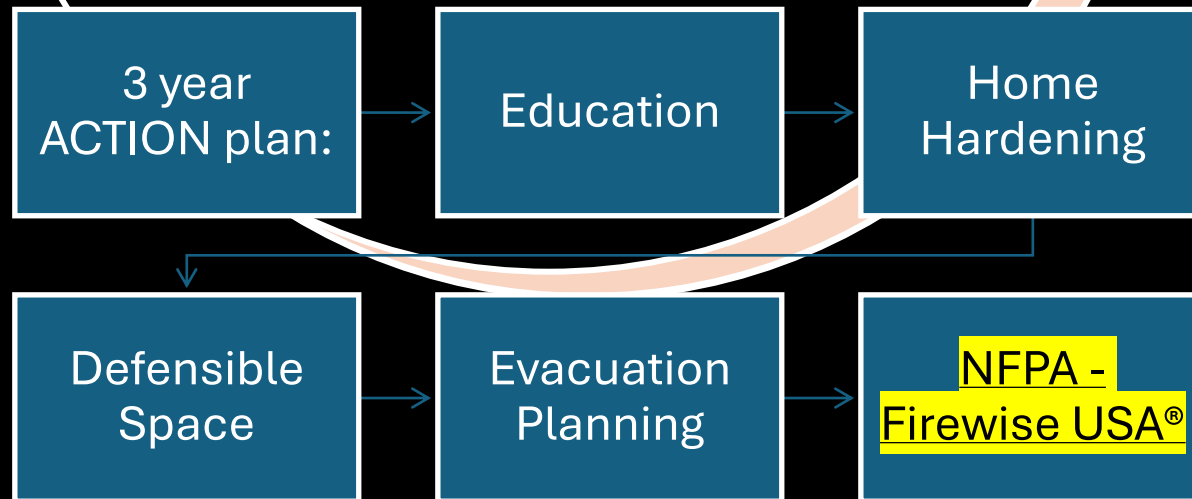 3 year
ACTION plan:
Education
Home
Hardening
Defensible
Space
Evacuation
Planning
NFPA -
Firewise USA®